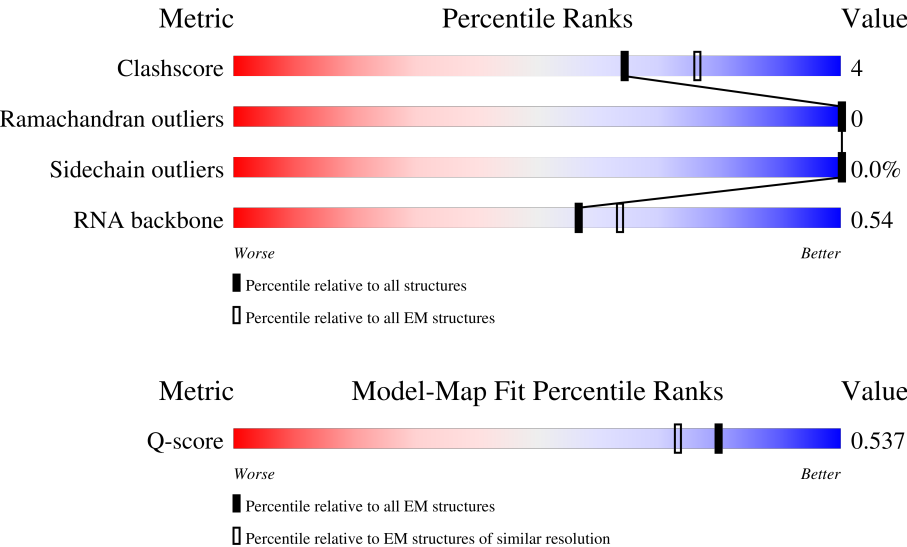 Metric Percentile Ranks Value
Clashscore 4
Ramachandran outliers 0
Sidechain outliers 0.0%
RNA backbone 0.54
Worse Better
Percentile relative to all structures
Percentile relative to all EM structures
Metric Model-Map Fit Percentile Ranks Value
Q-score 0.537
Worse Better
Percentile relative to all EM structures
Percentile relative to EM structures of similar resolution